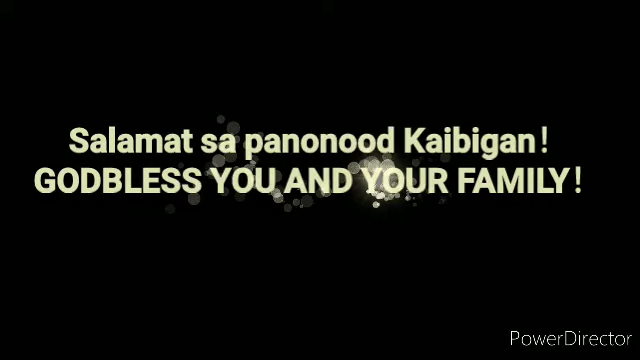 Salamat sa panonood Kaibigan!
GODBLESS YOU AND YOUR FAMILY!
PowerDirector